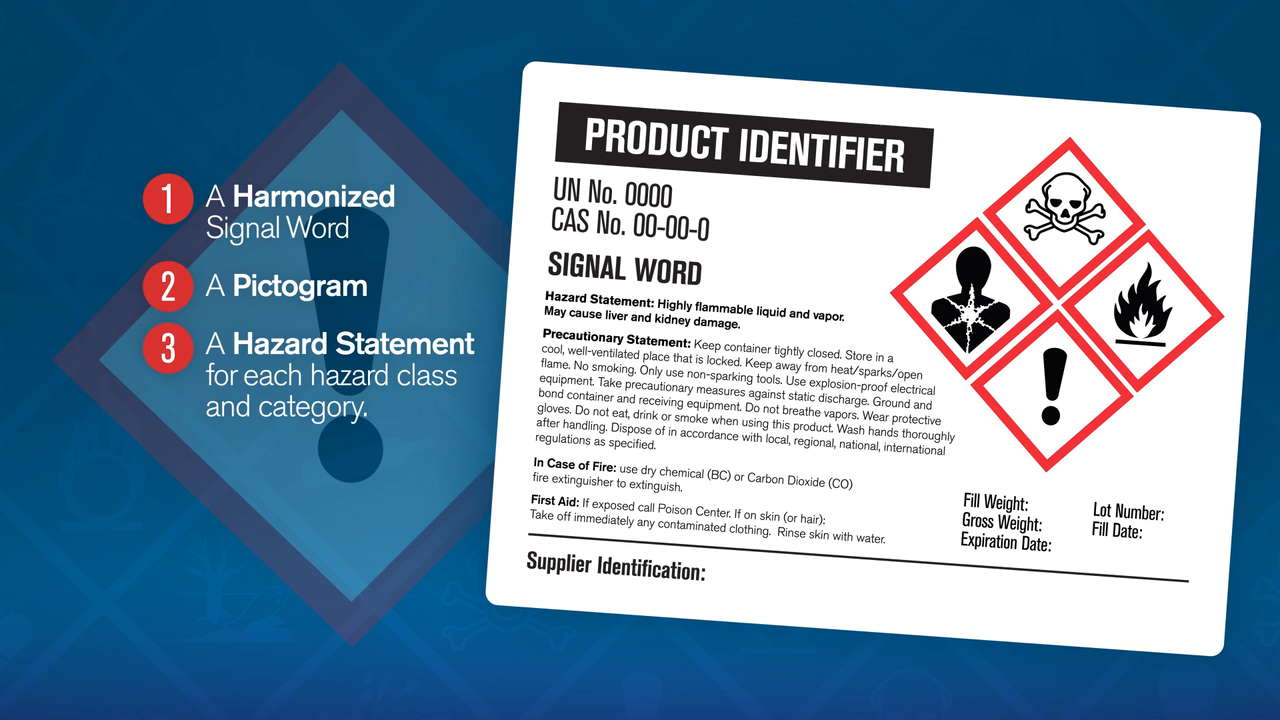 1 A Harmonized
Signal Word
2 A Pictogram
3 A Hazard Statement
for each hazard class
and category.
PRODUCT IDENTIFIER
UN No. 0000
CAS No. 00-00-0
SIGNAL WORD
Hazard Statement: Highly flammable liquid and vapor.
May cause liver and kidney damage.
Precautionary Statement: Keep container tightly closed. Store in a
cool, well-ventilated place that is locked. Keep away from heat/sparks/open
flame. No smoking. Only use non-sparking tools. Use explosion-proof electrical
equipment. Take precautionary measures against static discharge. Ground and
bond container and receiving equipment. Do not breathe vapors. Wear protective
gloves. Do not eat, drink or smoke when using this product. Wash hands thoroughly
after handling. Dispose of in accordance with local, regional, national, international
regulations as specified.
In Case of Fire: use dry chemical (BC) or Carbon Dioxide (CO)
fire extinguisher to extinguish.
First Aid: If exposed call Poison Center. If on skin (or hair):
Take off immediately any contaminated clothing. Rinse skin with water.
Fill Weight:
Gross Weight:
Expiration Date:
Lot Number:
Fill Date:
Supplier Identification: